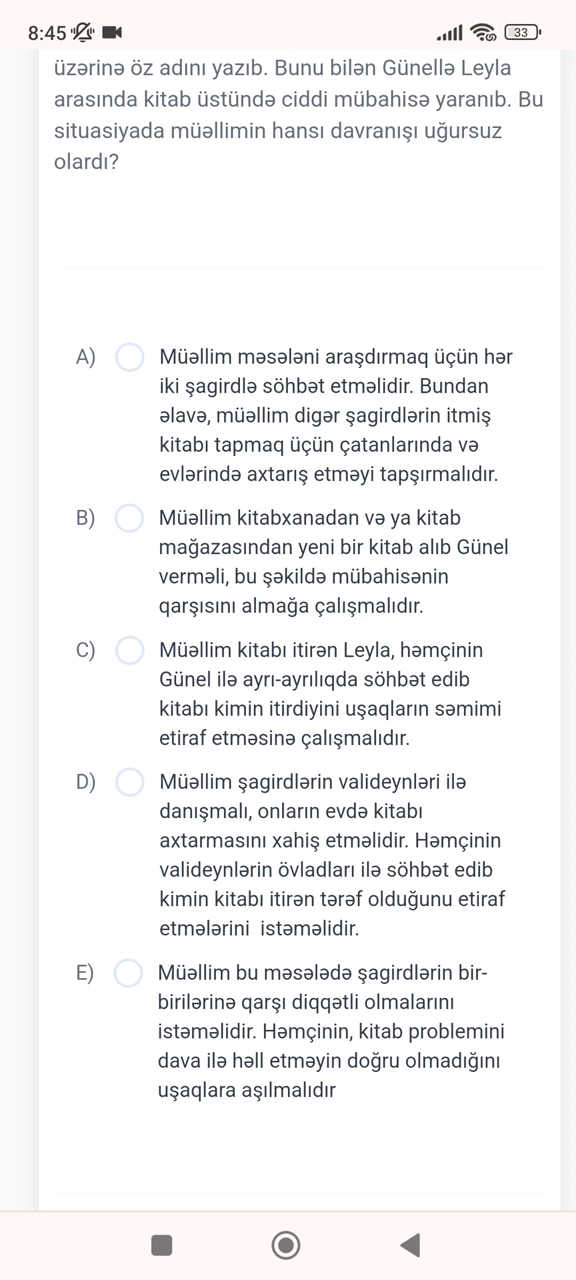 8:45
33
üzərinə öz adını yazıb. Bunu bilən Günellə Leyla
arasında kitab üstündə ciddi mübahisə yaranıb. Bu
situasiyada müəllimin hansı davranışı uğursuz
olardı?
A) Müəllim məsələni araşdırmaq üçün hər
iki şagirdlə söhbət etməlidir. Bundan
əlavə, müəllim digər şagirdlərin itmiş
kitabı tapmaq üçün çatanlarında və
evlərində axtarış etməyi tapşırmalıdır.
B) Müəllim kitabxanadan və ya kitab
mağazasından yeni bir kitab alıb Günel
verməli, bu şəkildə mübahisənin
qarşısını almağa çalışmalıdır.
C) Müəllim kitabı itirən Leyla, həmçinin
Günel ilə ayrı-ayrılıqda söhbət edib
kitabı kimin itirdiyini uşaqların səmimi
etiraf etməsinə çalışmalıdır.
D) Müəllim şagirdlərin valideynləri ilə
danışmalı, onların evdə kitabı
axtarmasını xahiş etməlidir. Həmçinin
valideynlərin övladları ilə söhbət edib
kimin kitabı itirən tərəf olduğunu etiraf
etmələrini istəməlidir.
E) Müəllim bu məsələdə şagirdlərin bir-
birilərinə qarşı diqqətli olmalarını
istəməlidir. Həmçinin, kitab problemini
dava ilə həll etməyin doğru olmadığını
uşaqlara aşılmalıdır